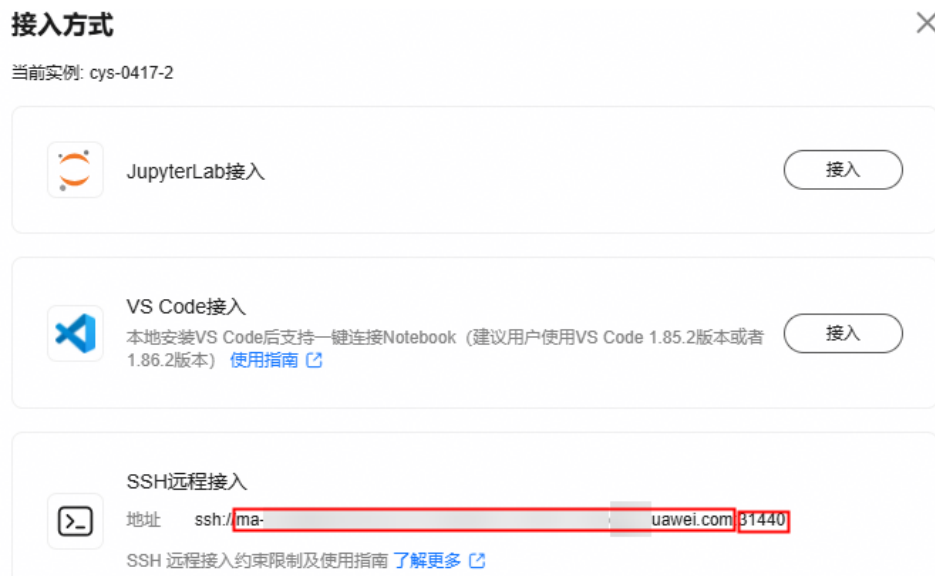 接入方式
当前实例: cys-0417-2
JupyterLab接入
接入
VS Code接入
本地安装VS Code后支持一键连接Notebook（建议用户使用VS Code 1.85.2版本或者
1.86.2版本） 使用指南
接入
SSH远程接入
地址 ssh://ma- uawei.com 31440
SSH 远程接入约束限制及使用指南 了解更多